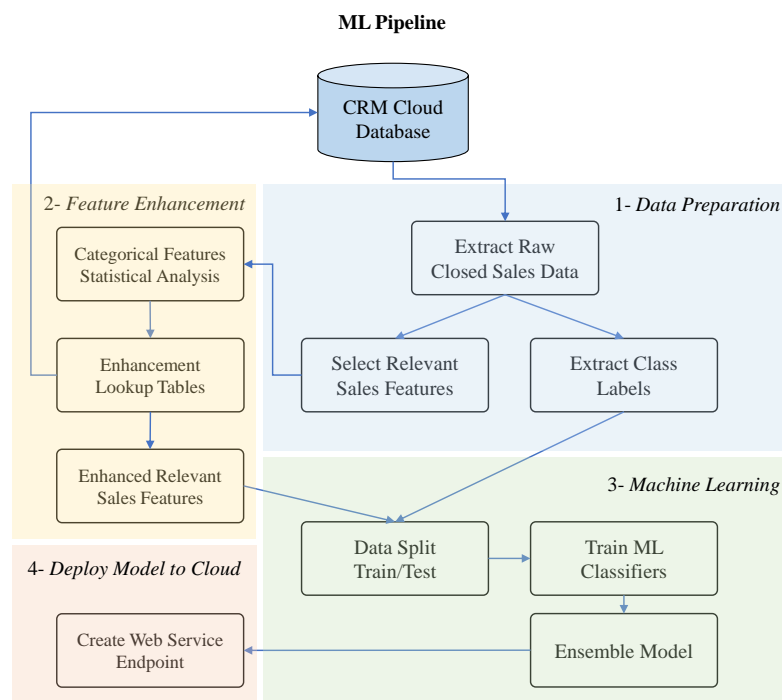 ML Pipeline
CRM Cloud
Database
2- Feature Enhancement
1- Data Preparation
Categorical Features
Statistical Analysis
Extract Raw
Closed Sales Data
Enhancement
Lookup Tables
Select Relevant
Sales Features
Extract Class
Labels
Enhanced Relevant
Sales Features
3- Machine Learning
Data Split
Train/Test
Train ML
Classifiers
4- Deploy Model to Cloud
Create Web Service
Endpoint
Ensemble Model